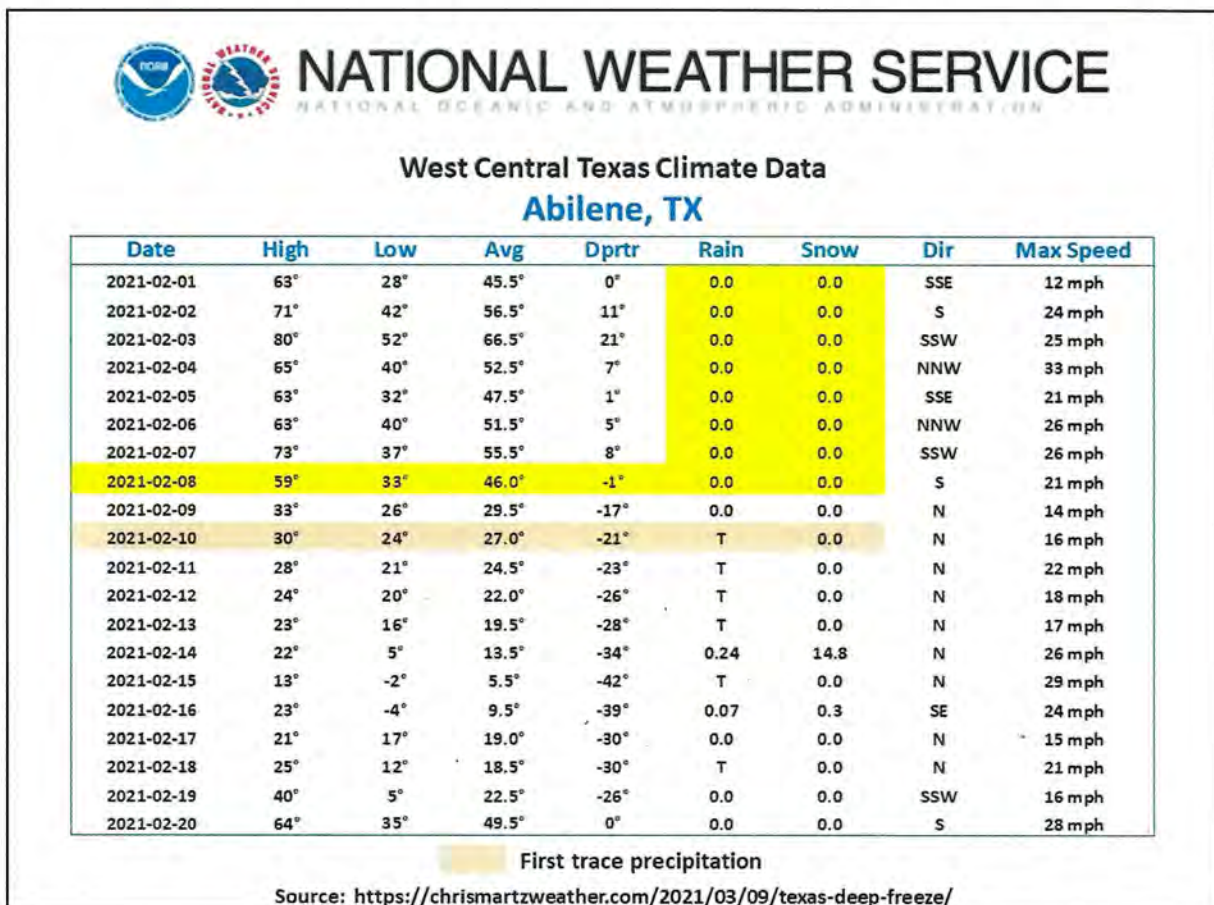 NOAA
NATIONAL WEATHER SERVICE
NATIONAL WEATHER SERVICE
NATIONAL OCEANIC AND ATMOSPHERIC ADMINISTRATION
West Central Texas Climate Data
Abilene, TX
Date High Low Avg Dprtr Rain Snow Dir Max Speed
2021-02-01 63° 28° 45.5° 0° 0.0 0.0 SSE 12 mph
2021-02-02 71° 42° 56.5° 11° 0.0 0.0 S 24 mph
2021-02-03 80° 52° 66.5° 21° 0.0 0.0 SSW 25 mph
2021-02-04 65° 40° 52.5° 7° 0.0 0.0 NNW 33 mph
2021-02-05 63° 32° 47.5° 1° 0.0 0.0 SSE 21 mph
2021-02-06 63° 40° 51.5° 5° 0.0 0.0 NNW 26 mph
2021-02-07 73° 37° 55.5° 8° 0.0 0.0 SSW 26 mph
2021-02-08 59° 33° 46.0° -1° 0.0 0.0 S 21 mph
2021-02-09 33° 26° 29.5° -17° 0.0 0.0 N 14 mph
2021-02-10 30° 24° 27.0° -21° T 0.0 N 16 mph
2021-02-11 28° 21° 24.5° -23° T 0.0 N 22 mph
2021-02-12 24° 20° 22.0° -26° T 0.0 N 18 mph
2021-02-13 23° 16° 19.5° -28° T 0.0 N 17 mph
2021-02-14 22° 5° 13.5° -34° 0.24 14.8 N 26 mph
2021-02-15 13° -2° 5.5° -42° T 0.0 N 29 mph
2021-02-16 23° -4° 9.5° -39° 0.07 0.3 SE 24 mph
2021-02-17 21° 17° 19.0° -30° 0.0 0.0 N 15 mph
2021-02-18 25° 12° 18.5° -30° T 0.0 N 21 mph
2021-02-19 40° 5° 22.5° -26° 0.0 0.0 SSW 16 mph
2021-02-20 64° 35° 49.5° 0° 0.0 0.0 S 28 mph
First trace precipitation
Source: https://chrismartzweather.com/2021/03/09/texas-deep-freeze/